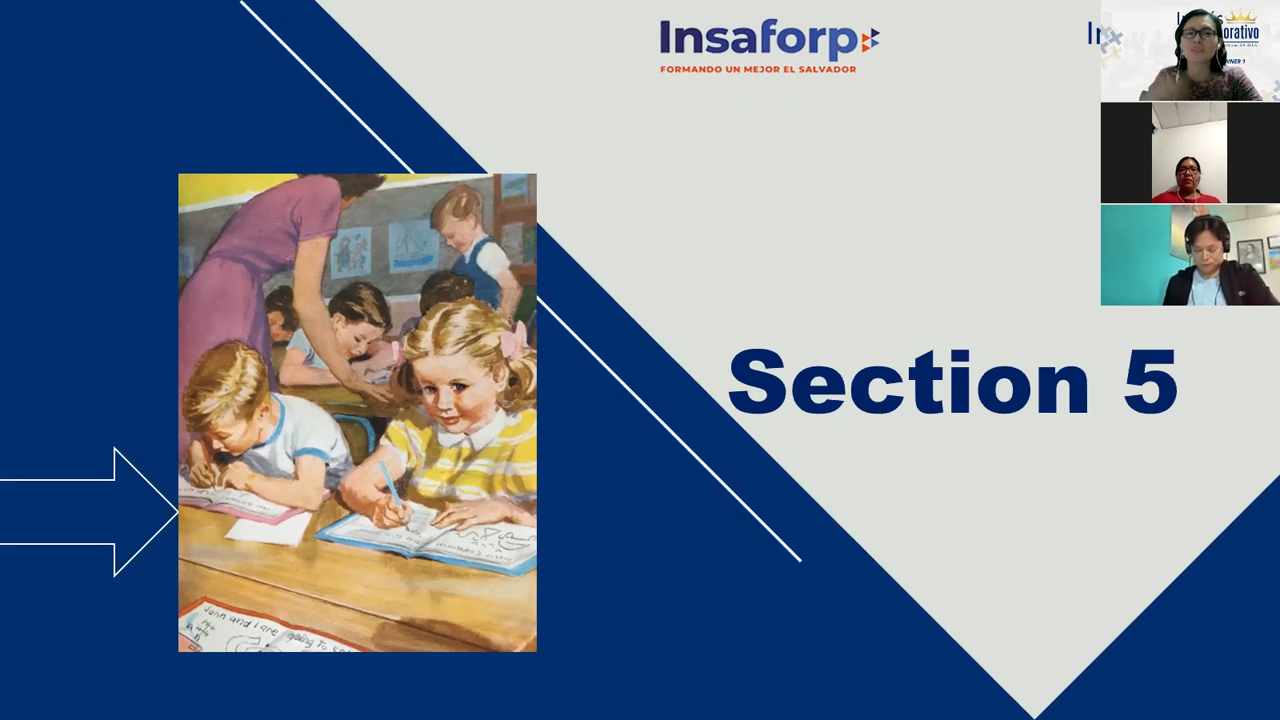 Insaforp
FORMANDO UN MEJOR EL SALVADOR
Section 5
John and I are going to